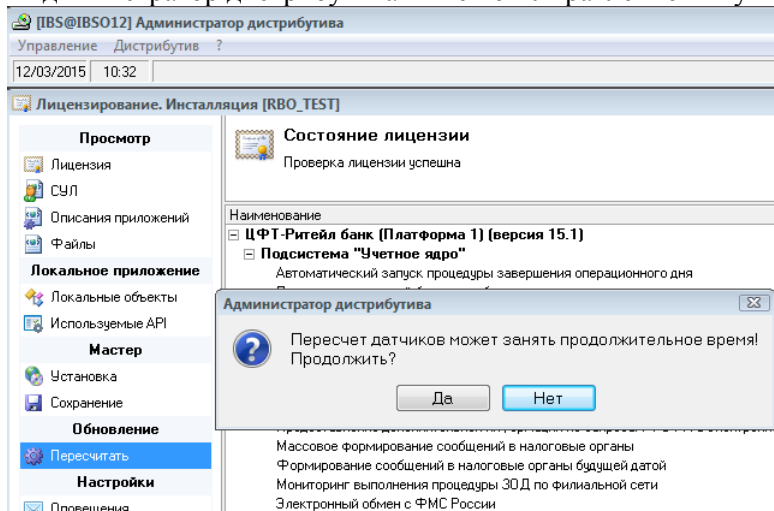 [IBS@IBSO12] Администратор дистрибутива
Управление Дистрибутив ?
12/03/2015 10:32
Лицензирование. Инсталляция [RBO_TEST]
Просмотр
Лицензия
СУЛ
Описания приложений
Файлы
Локальное приложение
Локальные объекты
Используемые API
Мастер
Установка
Сохранение
Обновление
Пересчитать
Настройки
Оповещения
Состояние лицензии
Проверка лицензии успешна
Наименование
ЦФТ-Ритейл банк (Платформа 1) (версия 15.1)
Подсистема "Учетное ядро"
Автоматический запуск процедуры завершения операционного дня
Администратор дистрибутива
Пересчет датчиков может занять продолжительное время!
Продолжить?
Да Нет
Массовое формирование сообщений в налоговые органы
Формирование сообщений в налоговые органы будущей датой
Мониторинг выполнения процедуры ЗОД по филиальной сети
Электронный обмен с ФМС России